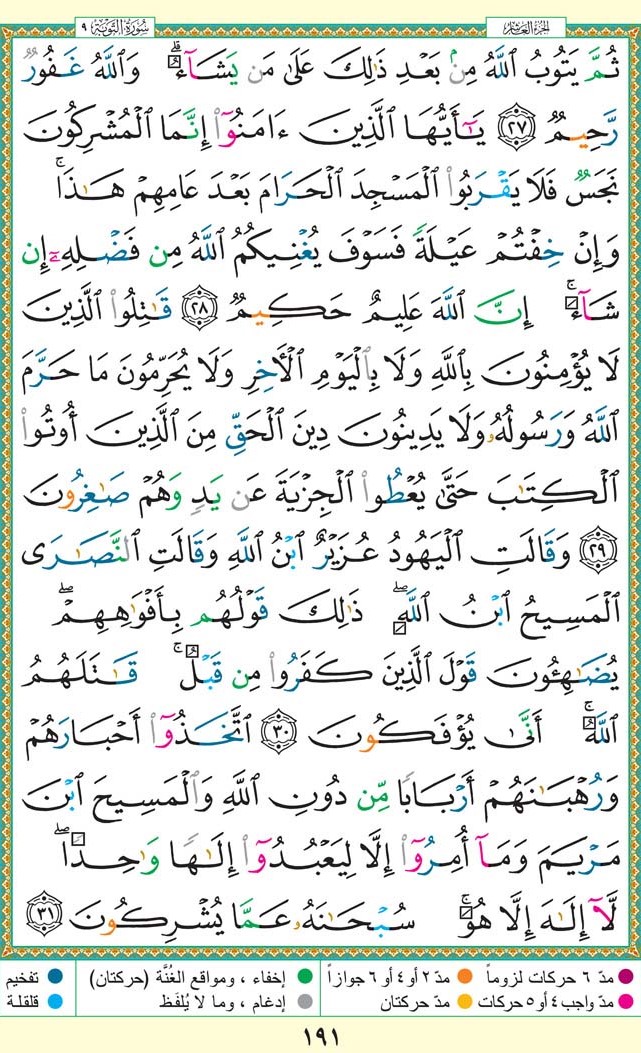 سُورَةُ التَّوْبَةِ ٩
الجزء العاشر
ثُمَّ يَتُوبُ ٱللَّهُ مِنۢ بَعْدِ ذَٰلِكَ عَلَىٰ مَن يَشَآءُ ۗ وَٱللَّهُ غَفُورٌ
رَّحِيمٌ ٢٧ يَٰٓأَيُّهَا ٱلَّذِينَ ءَامَنُوٓا۟ إِنَّمَا ٱلْمُشْرِكُونَ
نَجَسٌ فَلَا يَقْرَبُوا۟ ٱلْمَسْجِدَ ٱلْحَرَامَ بَعْدَ عَامِهِمْ هَٰذَا ۚ
وَإِنْ خِفْتُمْ عَيْلَةً فَسَوْفَ يُغْنِيكُمُ ٱللَّهُ مِن فَضْلِهِۦٓ إِن
شَآءَ ۚ إِنَّ ٱللَّهَ عَلِيمٌ حَكِيمٌ ٢٨ قَٰتِلُوا۟ ٱلَّذِينَ
لَا يُؤْمِنُونَ بِٱللَّهِ وَلَا بِٱلْيَوْمِ ٱلْءَاخِرِ وَلَا يُحَرِّمُونَ مَا حَرَّمَ
ٱللَّهُ وَرَسُولُهُۥ وَلَا يَدِينُونَ دِينَ ٱلْحَقِّ مِنَ ٱلَّذِينَ أُوتُوا۟
ٱلْكِتَٰبَ حَتَّىٰ يُعْطُوا۟ ٱلْجِزْيَةَ عَن يَدٍ وَهُمْ صَٰغِرُونَ
٢٩ وَقَالَتِ ٱلْيَهُودُ عُزَيْرٌ ٱبْنُ ٱللَّهِ وَقَالَتِ ٱلنَّصَٰرَى
ٱلْمَسِيحُ ٱبْنُ ٱللَّهِ ۖ ذَٰلِكَ قَوْلُهُم بِأَفْوَٰهِهِمْ ۖ
يُضَٰهِـُٔونَ قَوْلَ ٱلَّذِينَ كَفَرُوا۟ مِن قَبْلُ ۚ قَٰتَلَهُمُ
ٱللَّهُ ۚ أَنَّىٰ يُؤْفَكُونَ ٣٠ ٱتَّخَذُوٓا۟ أَحْبَارَهُمْ
وَرُهْبَٰنَهُمْ أَرْبَابًا مِّن دُونِ ٱللَّهِ وَٱلْمَسِيحَ ٱبْنَ
مَرْيَمَ وَمَآ أُمِرُوٓا۟ إِلَّا لِيَعْبُدُوٓا۟ إِلَٰهًا وَٰحِدًا ۖ
لَّآ إِلَٰهَ إِلَّا هُوَ ۚ سُبْحَٰنَهُۥ عَمَّا يُشْرِكُونَ ٣١
مدّ ٦ حركات لزوماً مدّ ٢ أو ٤ أو ٦ جوازاً إخفاء ، ومواقع الغُنَّة (حركتان) تفخيم
مدّ واجب ٤ أو ٥ حركات مدّ حركتان إدغام ، وما لا يُلفَظ قلقلة
١٩١